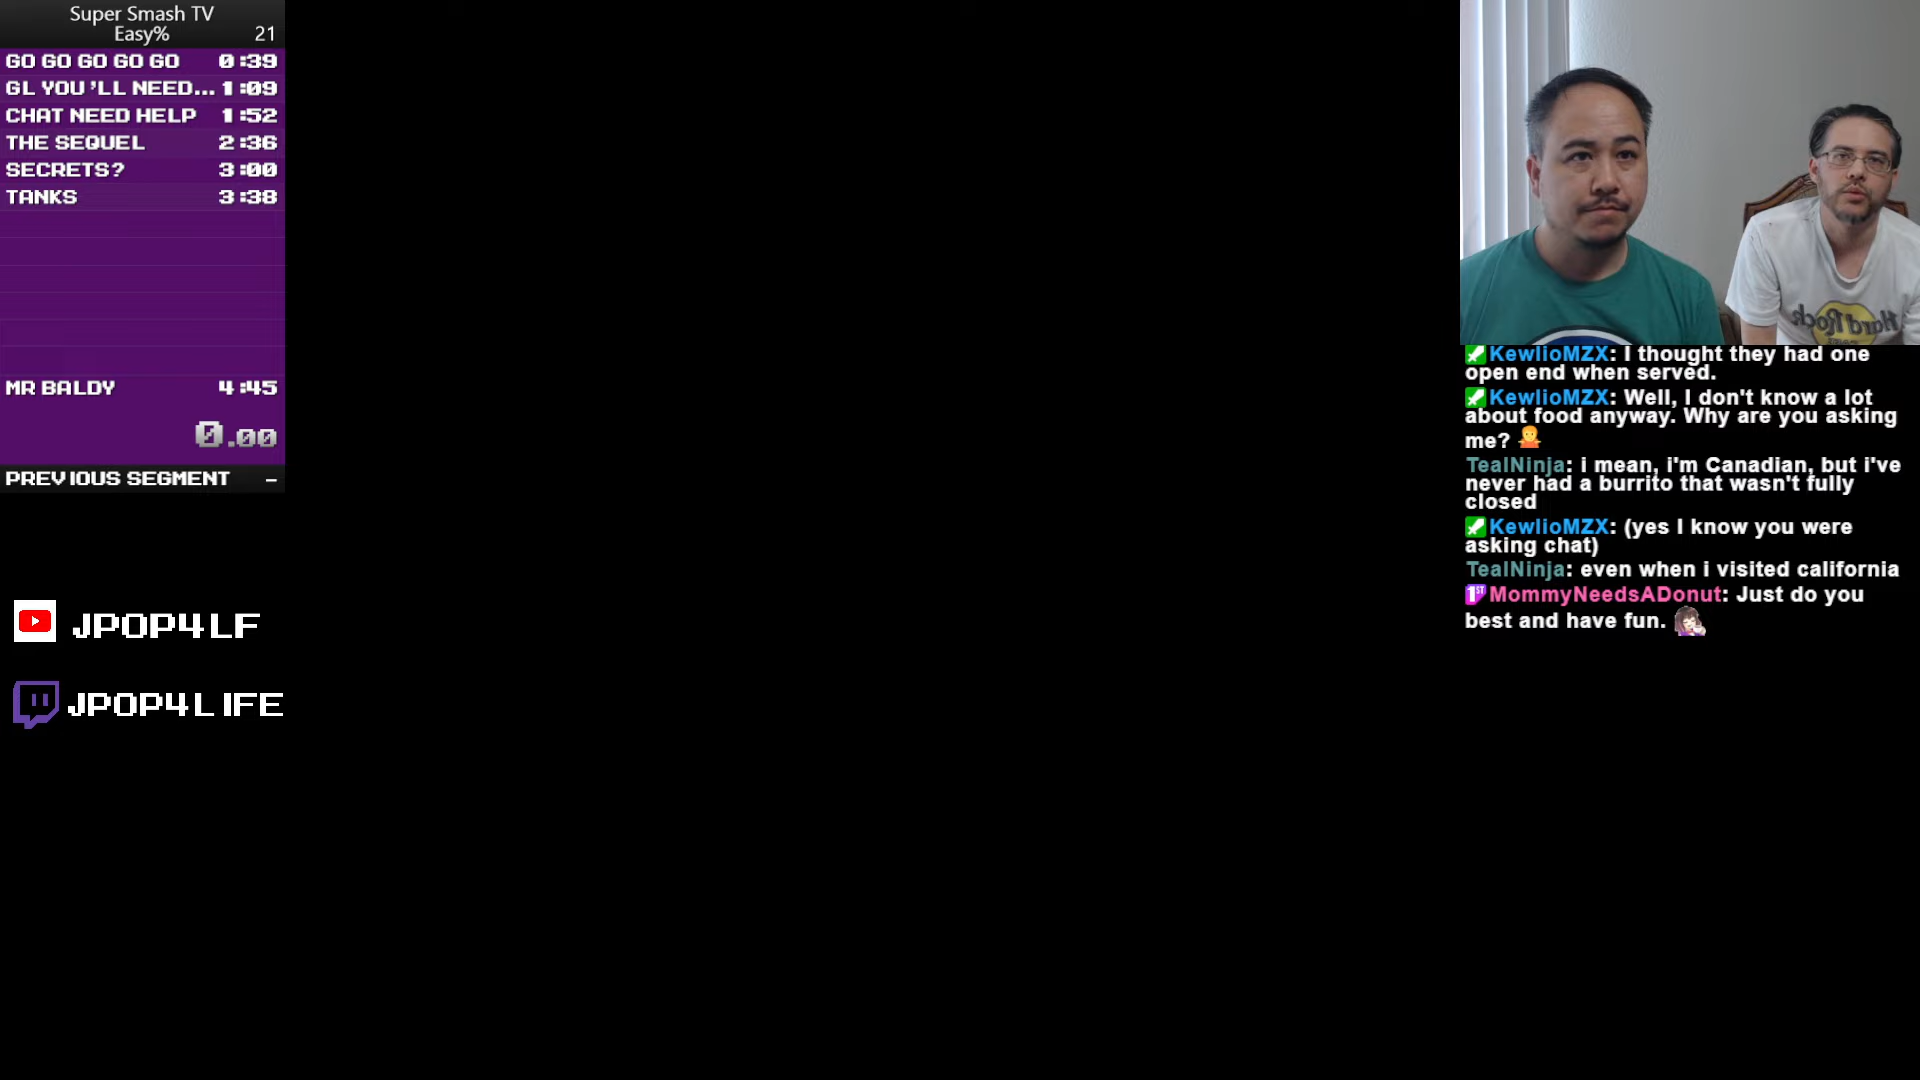 Super Smash TV
Easy% 21
GO GO GO GO GO 0:39
GL YOU'LL NEED... 1:09
CHAT NEED HELP 1:52
THE SEQUEL 2:36
SECRETS? 3:00
TANKS 3:38
MR BALDY 4:45
0.00
PREVIOUS SEGMENT –
JPOP4LF
JPOP4LIFE
Hard Rock
KewlioMZX: I thought they had one
open end when served.
KewlioMZX: Well, I don't know a lot
about food anyway. Why are you asking
me?
TealNinja: i mean, i'm Canadian, but i've
never had a burrito that wasn't fully
closed
KewlioMZX: (yes I know you were
asking chat)
TealNinja: even when i visited california
1ST MommyNeedsADonut: Just do you
best and have fun.